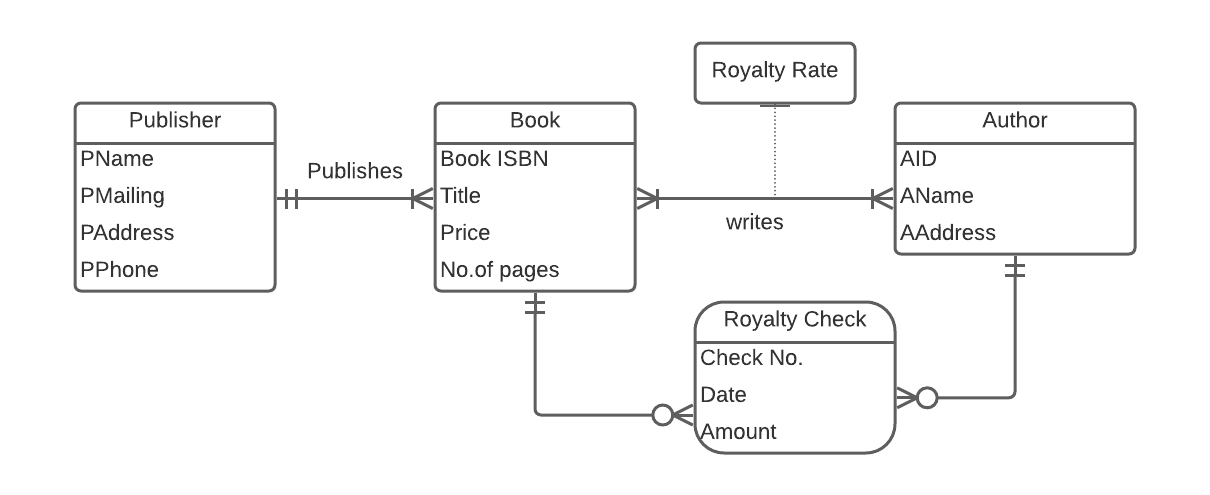 Royalty Rate
Publisher
PName
PMailing
PAddress
PPhone
Publishes
Book
Book ISBN
Title
Price
No.of pages
writes
Author
AID
AName
AAddress
Royalty Check
Check No.
Date
Amount